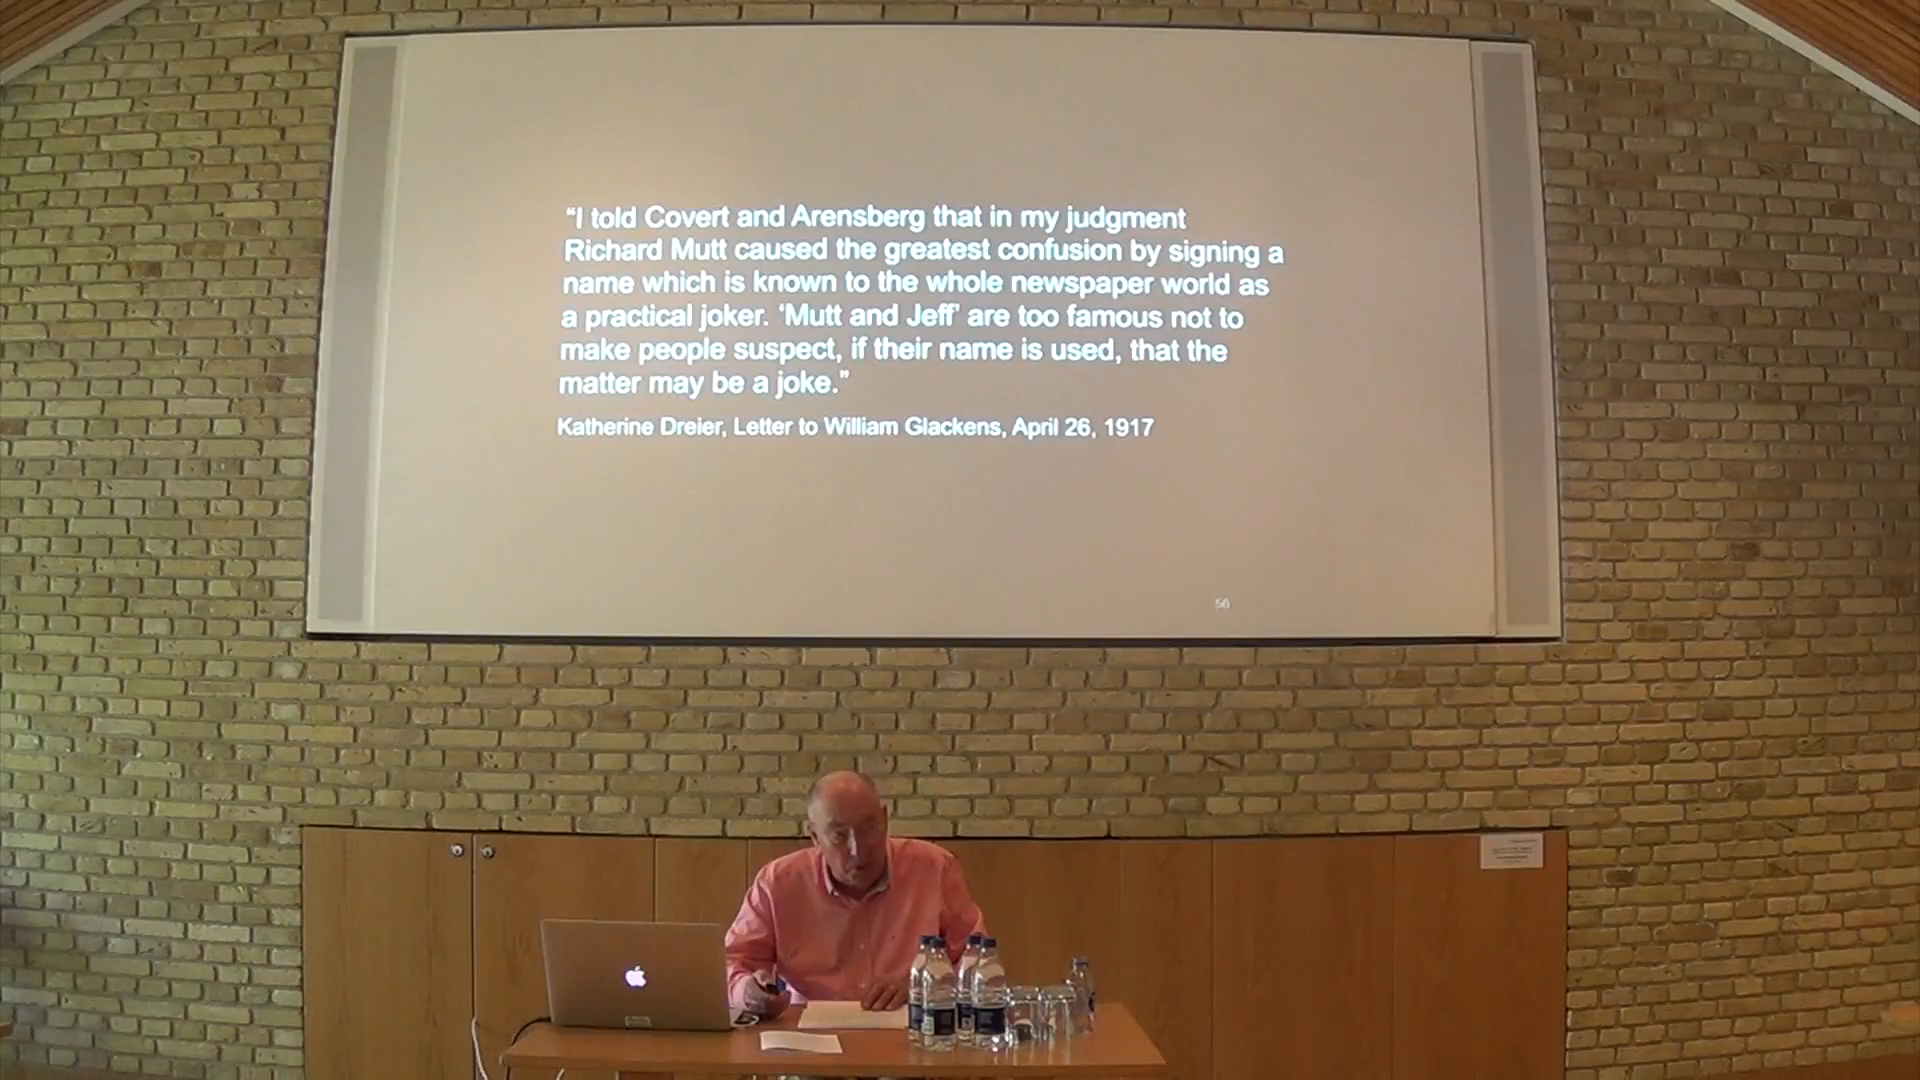 “I told Covert and Arensberg that in my judgment
Richard Mutt caused the greatest confusion by signing a
name which is known to the whole newspaper world as
a practical joker. ‘Mutt and Jeff’ are too famous not to
make people suspect, if their name is used, that the
matter may be a joke.”
Katherine Dreier, Letter to William Glackens, April 26, 1917
50